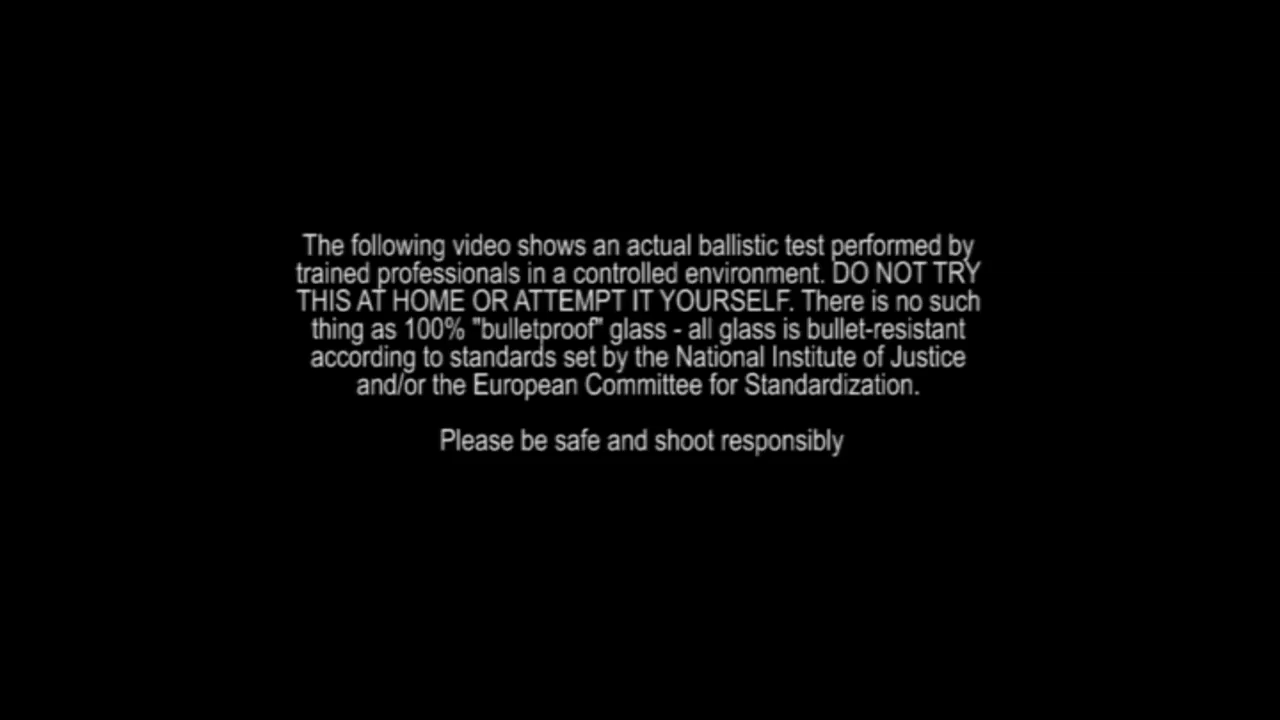 The following video shows an actual ballistic test performed by
trained professionals in a controlled environment. DO NOT TRY
THIS AT HOME OR ATTEMPT IT YOURSELF. There is no such
thing as 100% "bulletproof" glass - all glass is bullet-resistant
according to standards set by the National Institute of Justice
and/or the European Committee for Standardization.
Please be safe and shoot responsibly